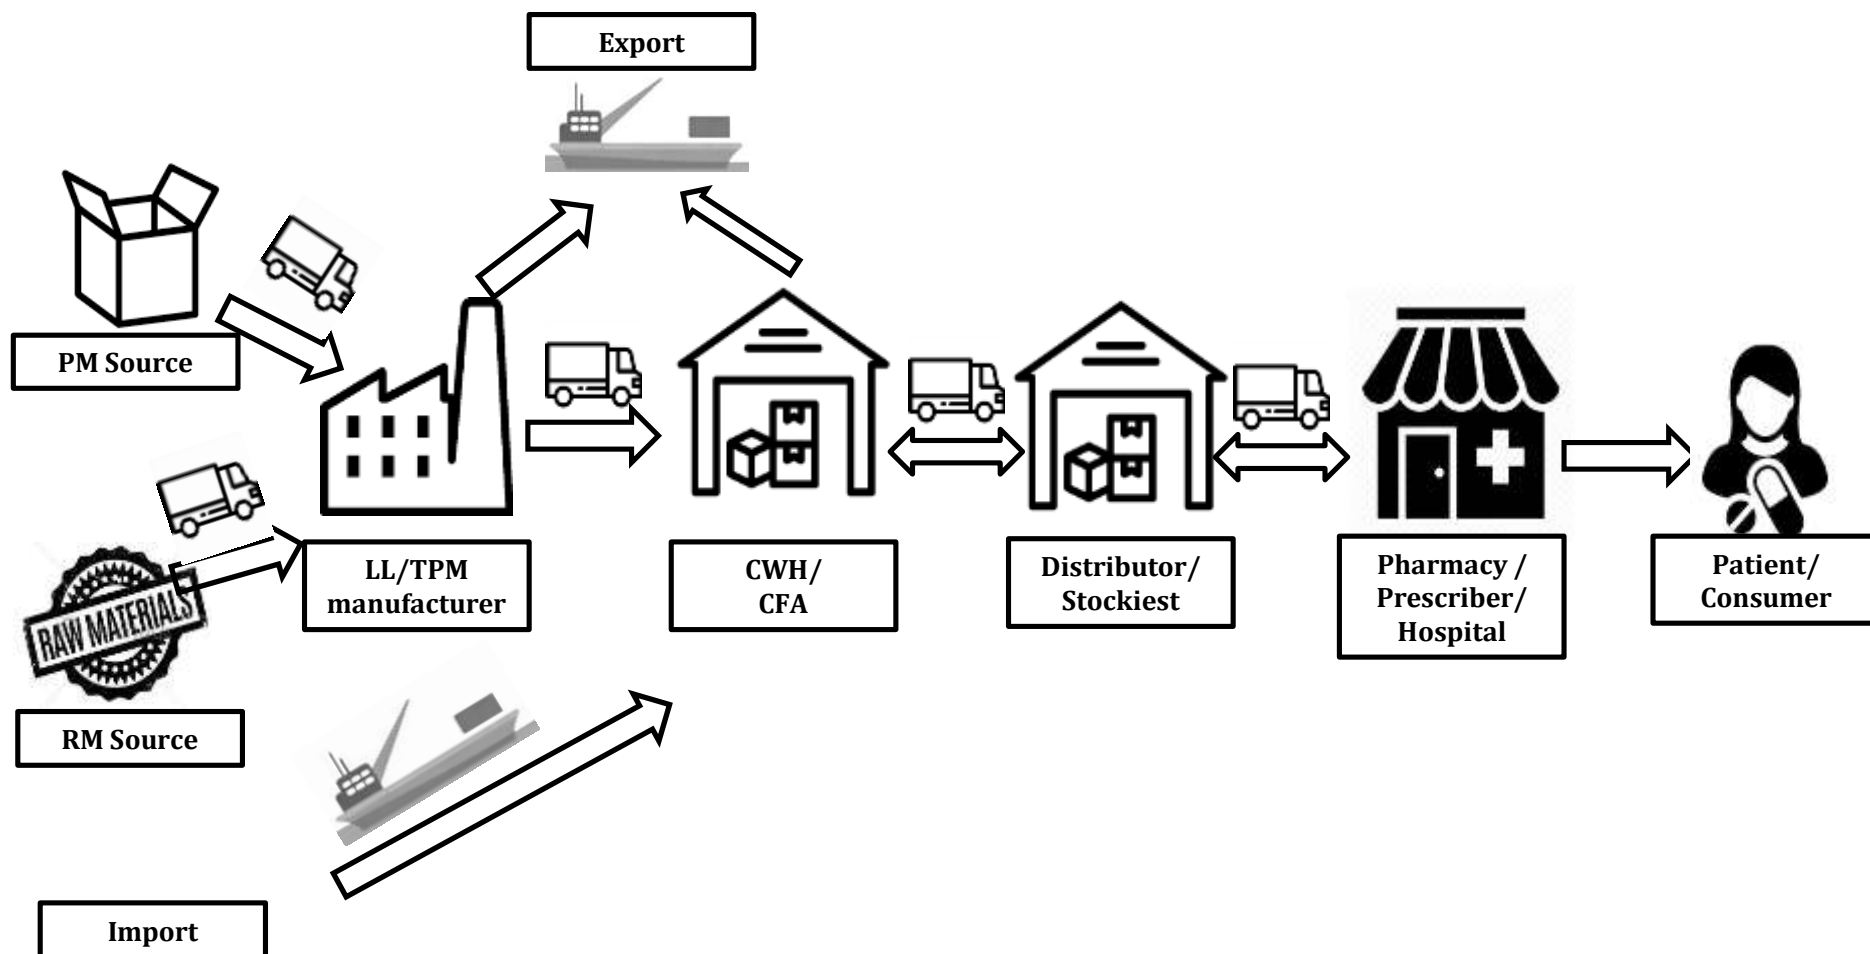 Export
PM Source
RAW MATERIALS
RM Source
LL/TPM
manufacturer
CWH/
CFA
Distributor/
Stockiest
Pharmacy /
Prescriber/
Hospital
Patient/
Consumer
Import